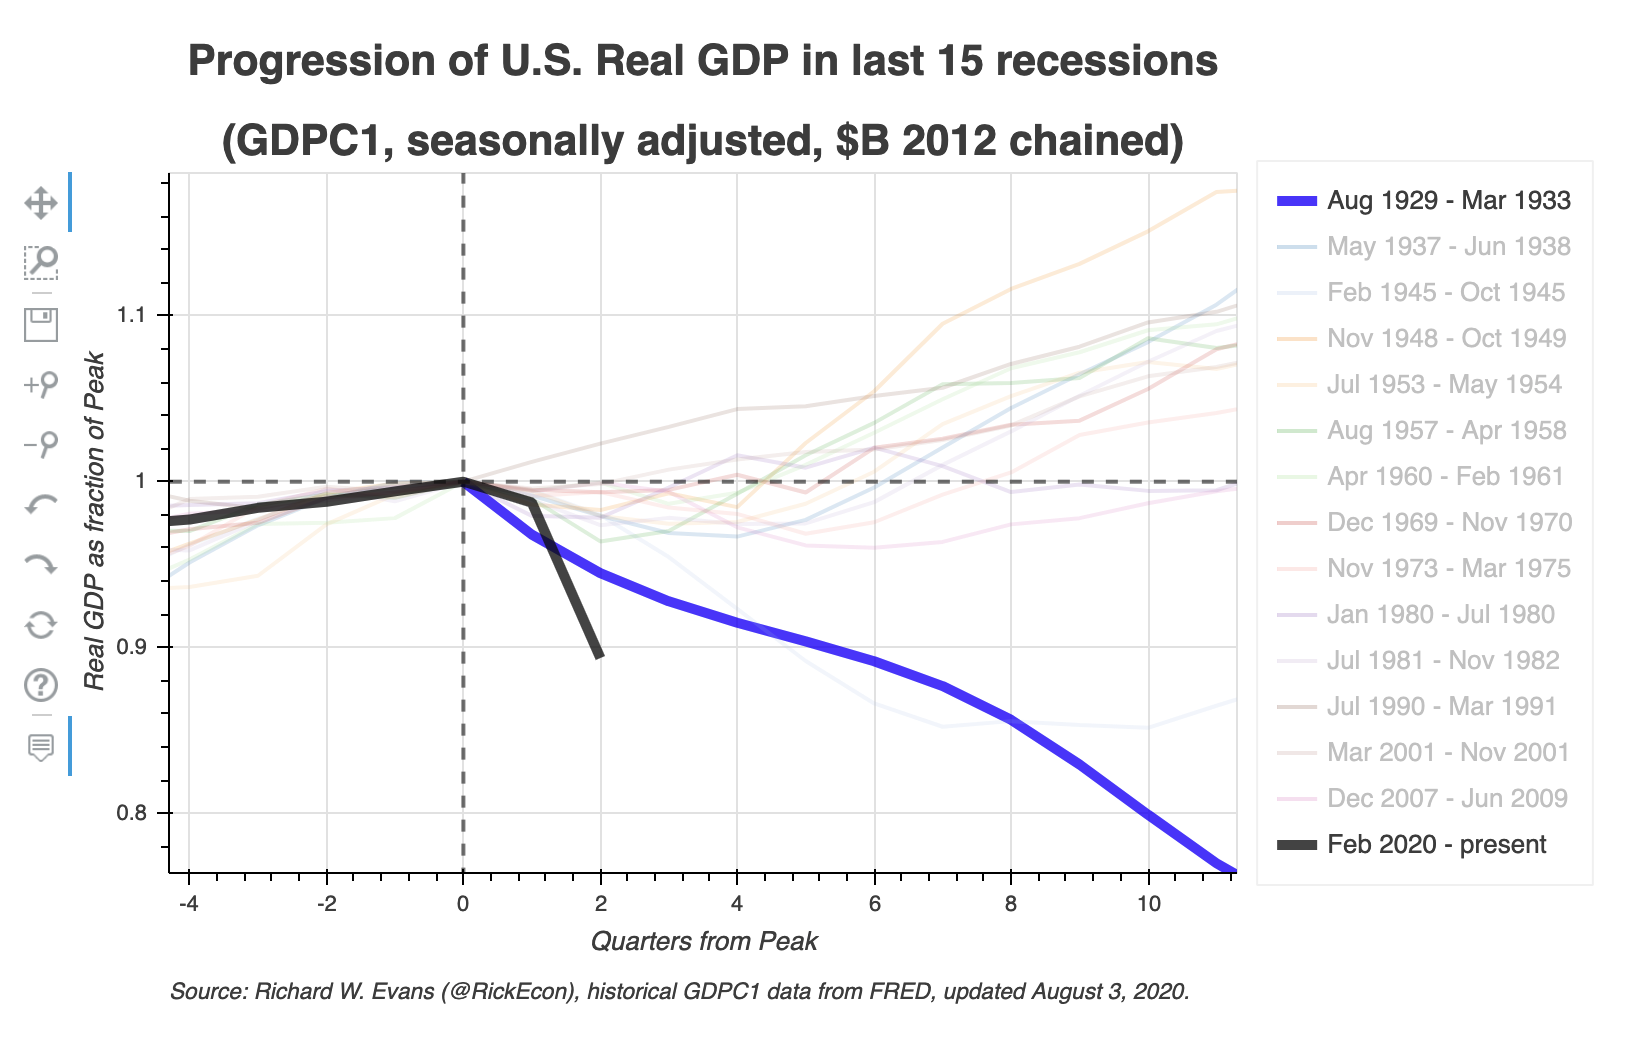 Progression of U.S. Real GDP in last 15 recessions
(GDPC1, seasonally adjusted, $B 2012 chained)
Real GDP as fraction of Peak
1.1
1
0.9
0.8
-4
-2
0
2
4
6
8
10
Quarters from Peak
Aug 1929 - Mar 1933
May 1937 - Jun 1938
Feb 1945 - Oct 1945
Nov 1948 - Oct 1949
Jul 1953 - May 1954
Aug 1957 - Apr 1958
Apr 1960 - Feb 1961
Dec 1969 - Nov 1970
Nov 1973 - Mar 1975
Jan 1980 - Jul 1980
Jul 1981 - Nov 1982
Jul 1990 - Mar 1991
Mar 2001 - Nov 2001
Dec 2007 - Jun 2009
Feb 2020 - present
Source: Richard W. Evans (@RickEcon), historical GDPC1 data from FRED, updated August 3, 2020.